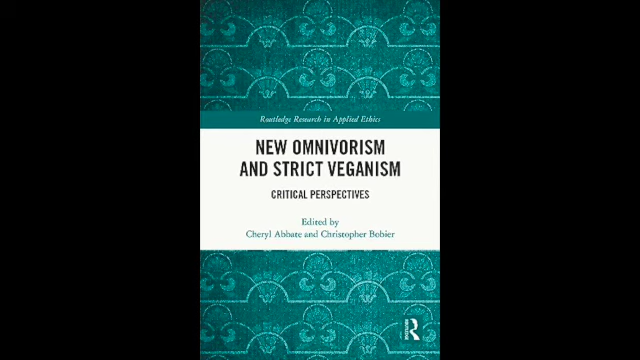 Routledge Research in Applied Ethics
NEW OMNIVORISM
AND STRICT VEGANISM
CRITICAL PERSPECTIVES
Edited by
Cheryl Abbate and Christopher Bobier